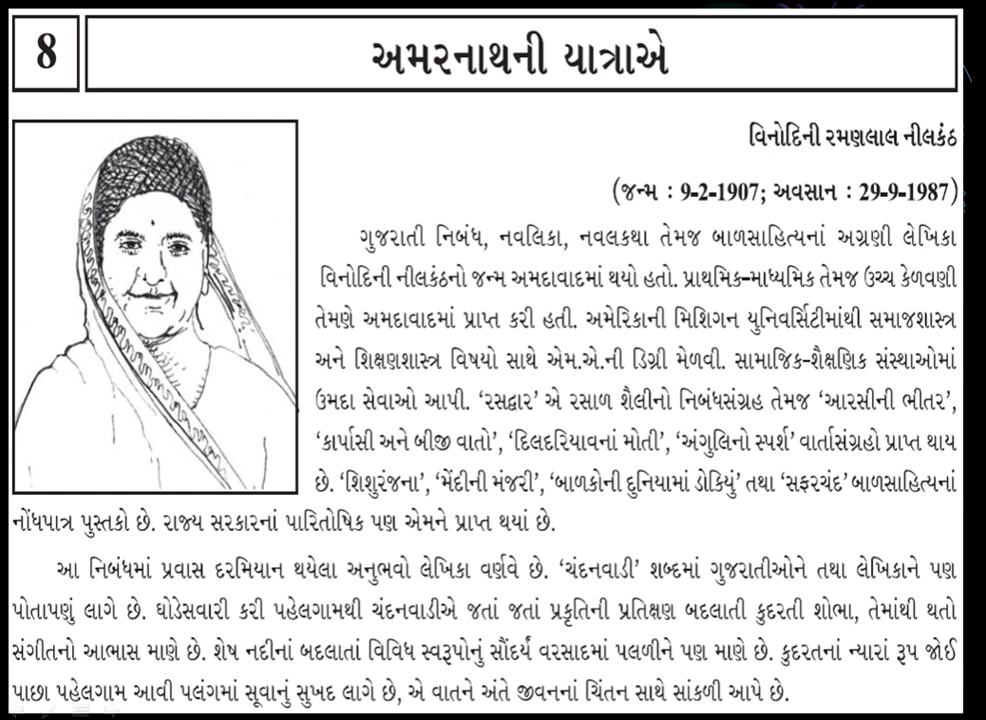 8
અમરનાથની યાત્રાએ
વિનોદિની રમણલાલ નીલકંઠ
(જન્મ : 9-2-1907; અવસાન : 29-9-1987)
ગુજરાતી નિબંધ, નવલિકા, નવલકથા તેમજ બાળસાહિત્યનાં અગ્રણી લેખિકા
વિનોદિની નીલકંઠનો જન્મ અમદાવાદમાં થયો હતો. પ્રાથમિક–માધ્યમિક તેમજ ઉચ્ચ કેળવણી
તેમણે અમદાવાદમાં પ્રાપ્ત કરી હતી. અમેરિકાની મિશિગન યુનિવર્સિટીમાંથી સમાજશાસ્ત્ર
અને શિક્ષણશાસ્ત્ર વિષયો સાથે એમ.એ.ની ડિગ્રી મેળવી. સામાજિક-શૈક્ષણિક સંસ્થાઓમાં
ઉમદા સેવાઓ આપી. ‘રસદ્વાર’ એ રસાળ શૈલીનો નિબંધસંગ્રહ તેમજ ‘આરસીની ભીતર’,
‘કાર્પાસી અને બીજી વાતો’, ‘દિલદરિયાવનાં મોતી’, ‘અંગુલિનો સ્પર્શ’ વાર્તાસંગ્રહો પ્રાપ્ત થાય
છે. ‘શિશુરંજના’, ‘મેંદીની મંજરી’, ‘બાળકોની દુનિયામાં ડોકિયું’ તથા ‘સફરચંદ’ બાળસાહિત્યનાં
નોંધપાત્ર પુસ્તકો છે. રાજ્ય સરકારનાં પારિતોષિક પણ એમને પ્રાપ્ત થયાં છે.
આ નિબંધમાં પ્રવાસ દરમિયાન થયેલા અનુભવો લેખિકા વર્ણવે છે. ‘ચંદનવાડી’ શબ્દમાં ગુજરાતીઓને તથા લેખિકાને પણ
પોતાપણું લાગે છે. ઘોડેસવારી કરી પહેલગામથી ચંદનવાડીએ જતાં જતાં પ્રકૃતિની પ્રતિક્ષણ બદલાતી કુદરતી શોભા, તેમાંથી થતો
સંગીતનો આભાસ માણે છે. શેષ નદીનાં બદલાતાં વિવિધ સ્વરૂપોનું સૌંદર્ય વરસાદમાં પલળીને પણ માણે છે. કુદરતનાં ન્યારાં રૂપ જોઈ
પાછા પહેલગામ આવી પલંગમાં સૂવાનું સુખદ લાગે છે, એ વાતને અંતે જીવનનાં ચિંતન સાથે સાંકળી આપે છે.